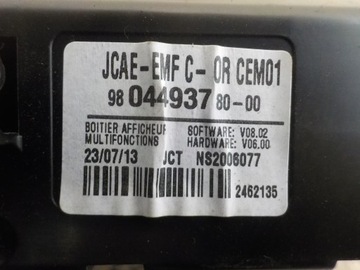 JCAE-EMF C- OR CEM01
98 044937 80-00
BOITIER AFFICHEUR SOFTWARE: V08.02
MULTIFONCTIONS HARDWARE: V06.00
23/07/13 JCT NS2006077
2462135